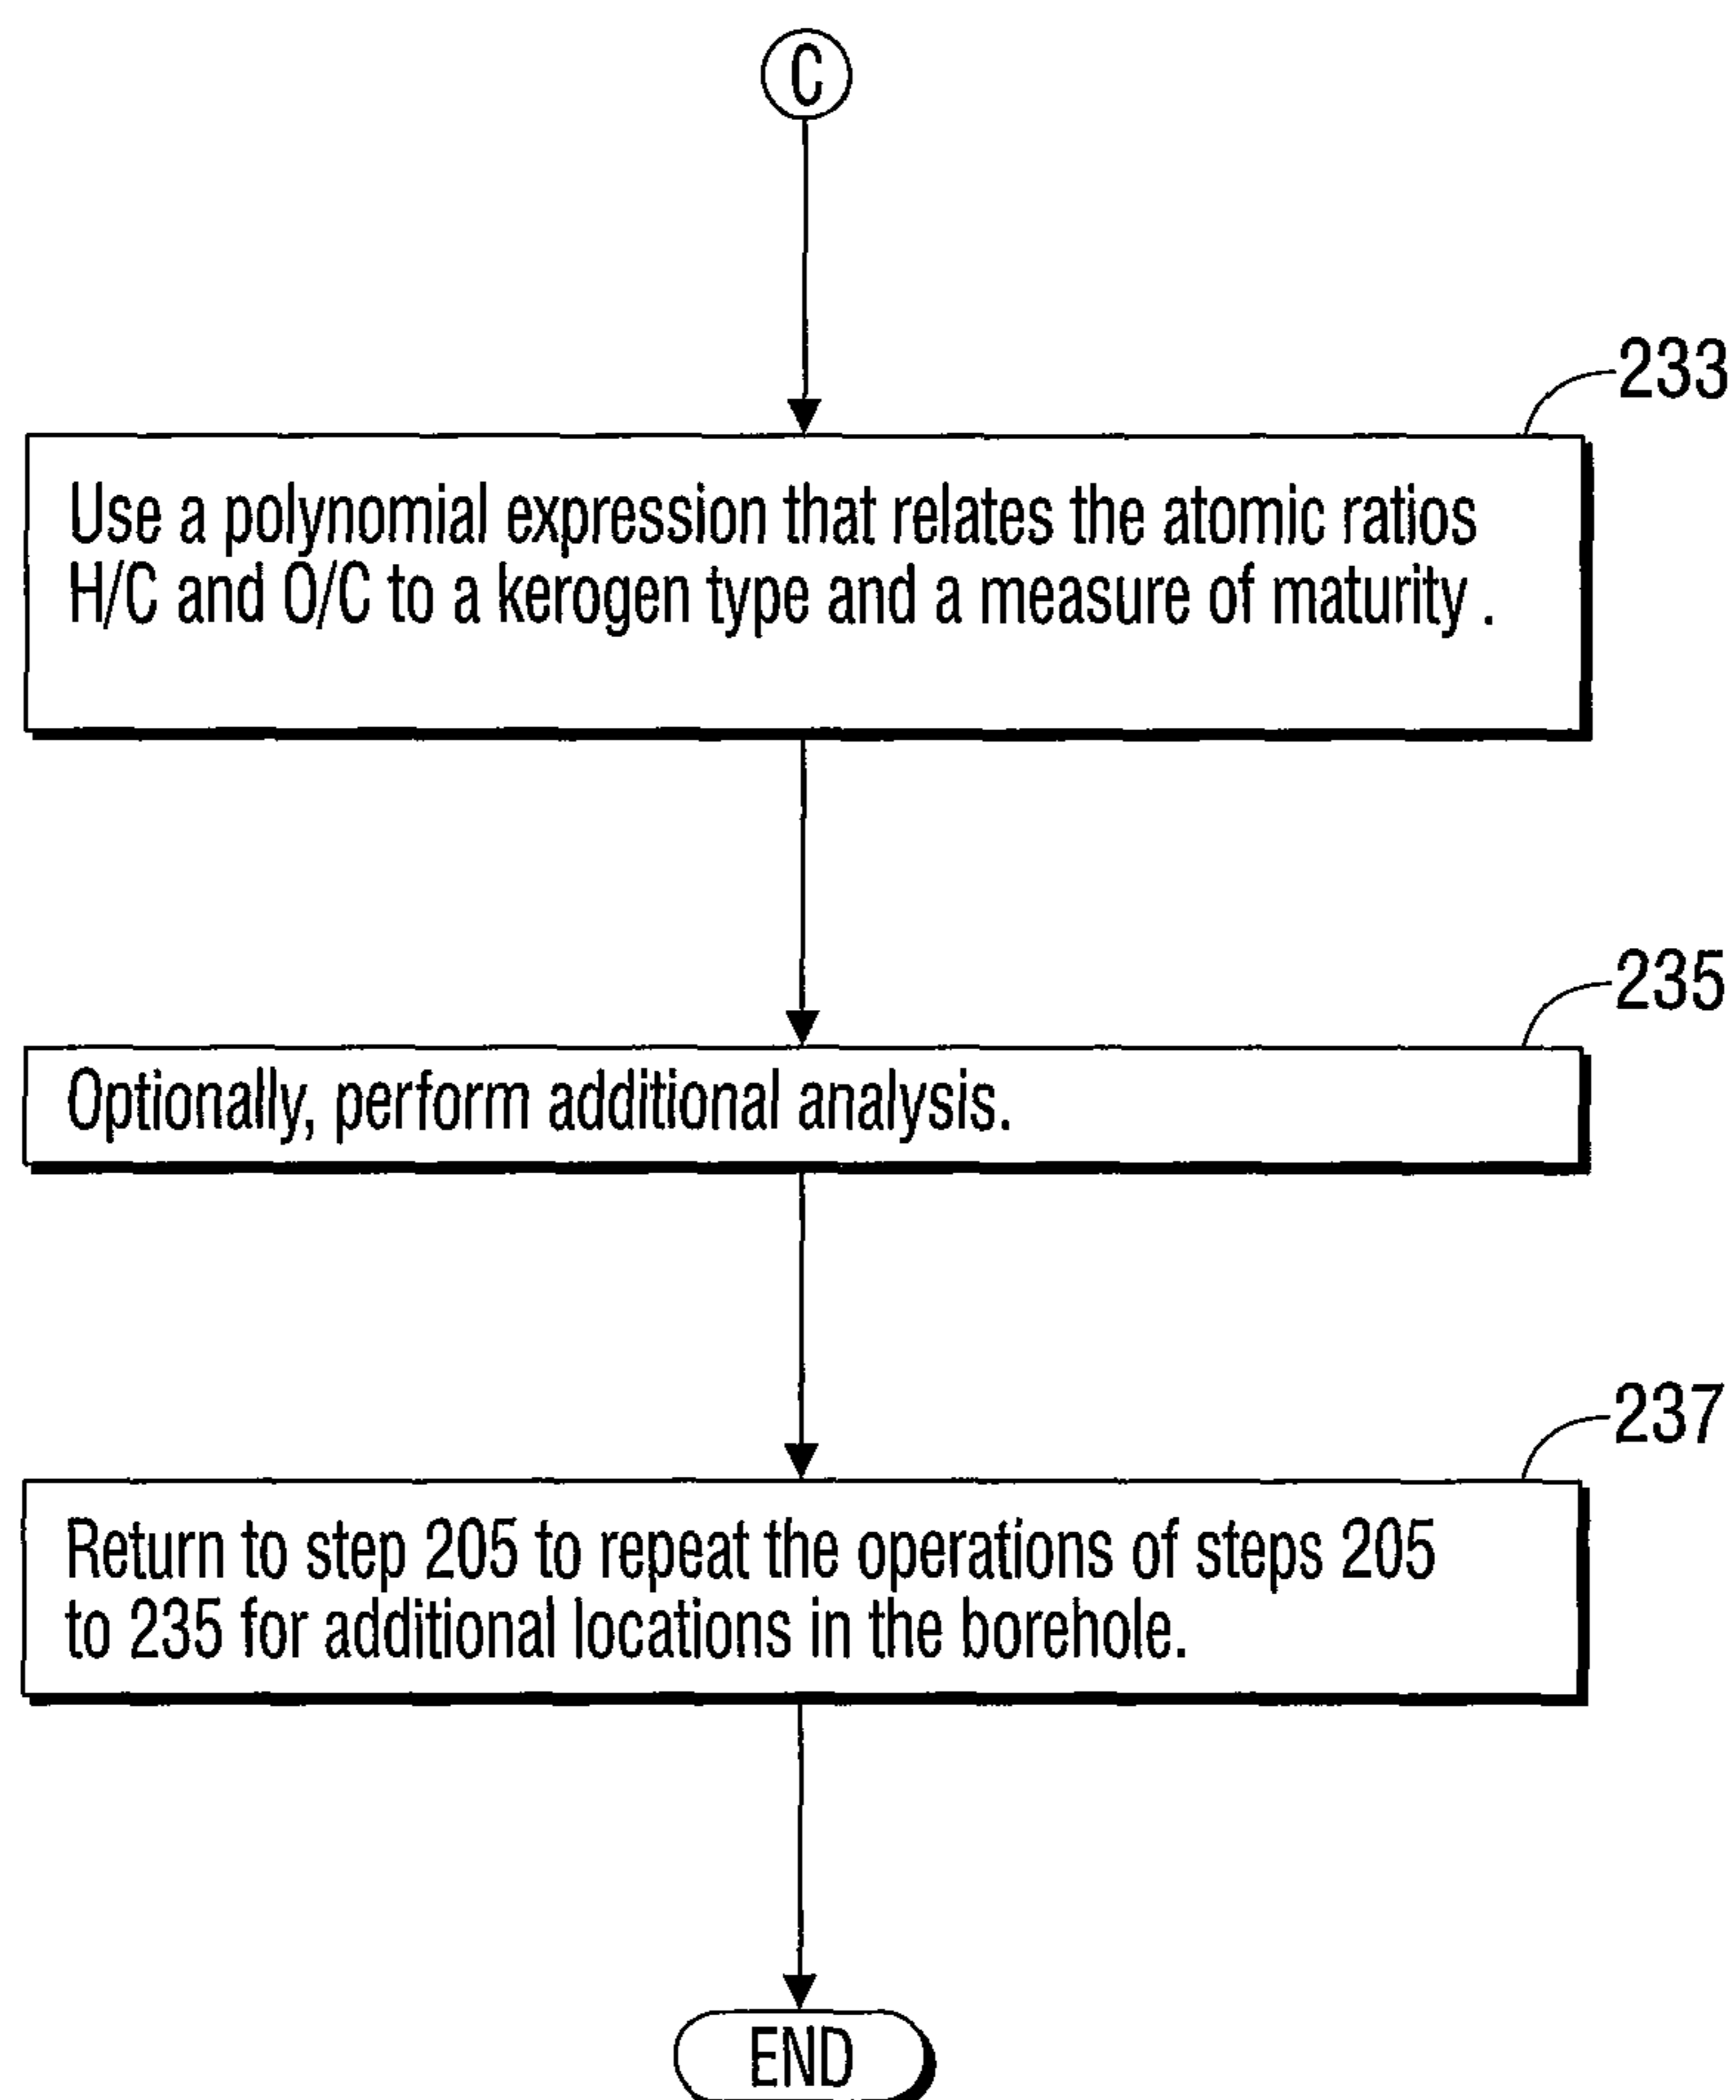 C
233
Use a polynomial expression that relates the atomic ratios
H/C and O/C to a kerogen type and a measure of maturity .
235
Optionally, perform additional analysis.
237
Return to step 205 to repeat the operations of steps 205
to 235 for additional locations in the borehole.
END